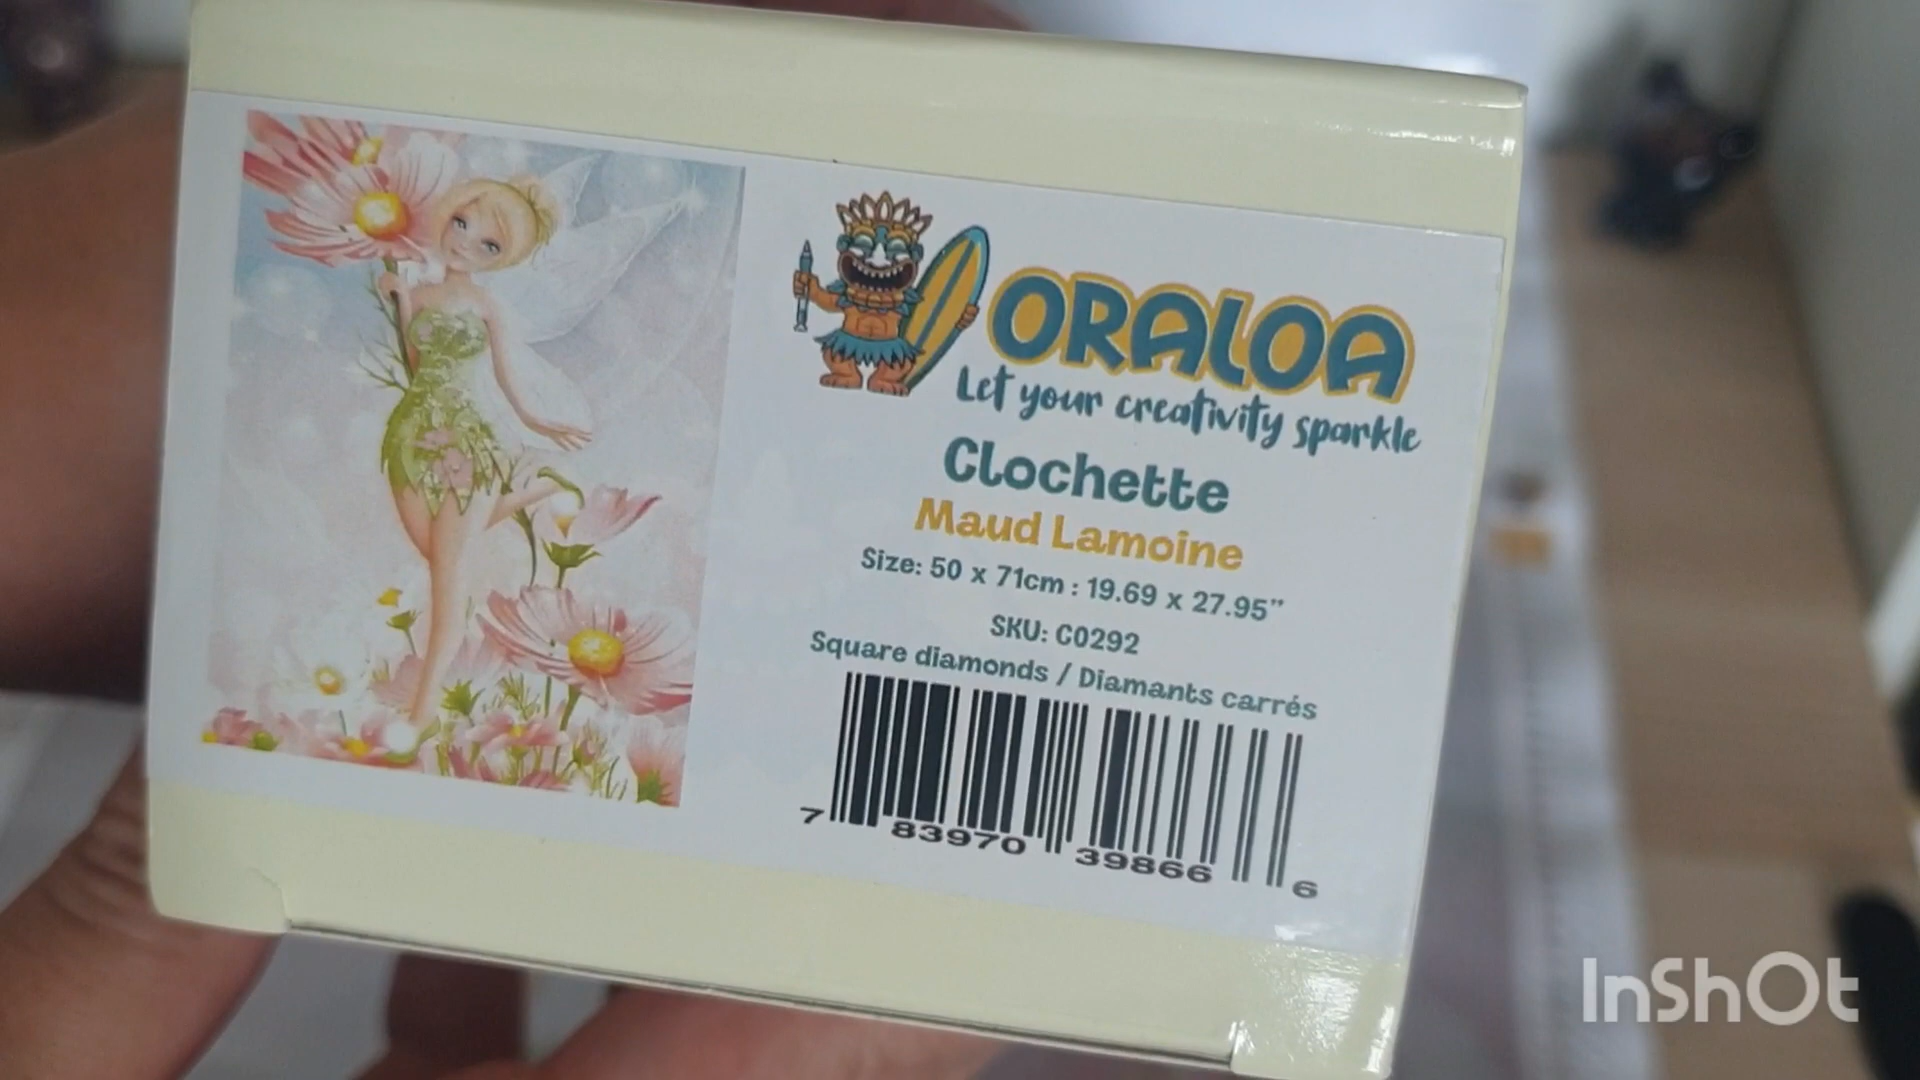 ORALOA
Let your creativity sparkle
Clochette
Maud Lamoine
Size: 50 x 71cm : 19.69 x 27.95”
SKU: C0292
Square diamonds / Diamants carrés
7 83970 39866 6
InShOt